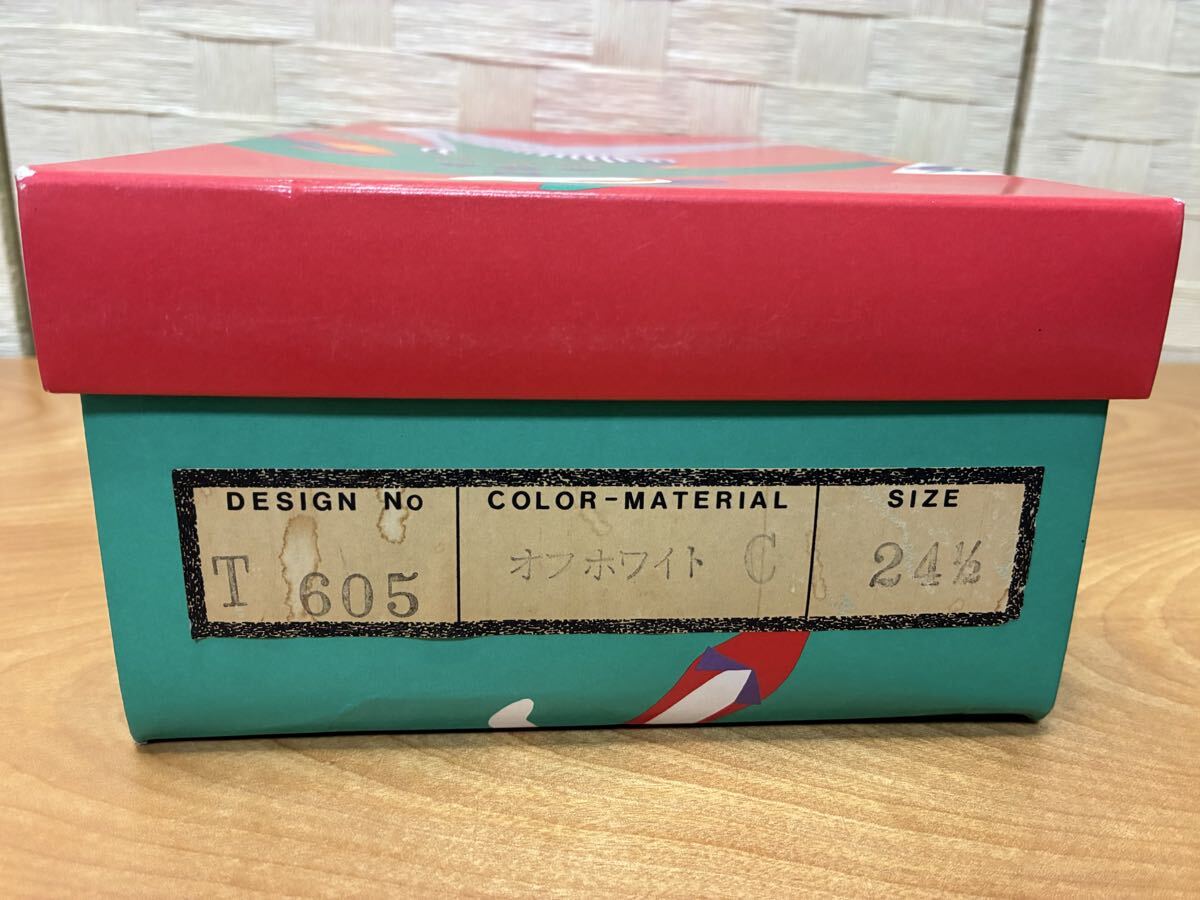 DESIGN No COLOR-MATERIAL SIZE
T 605 オフホワイト C 24½